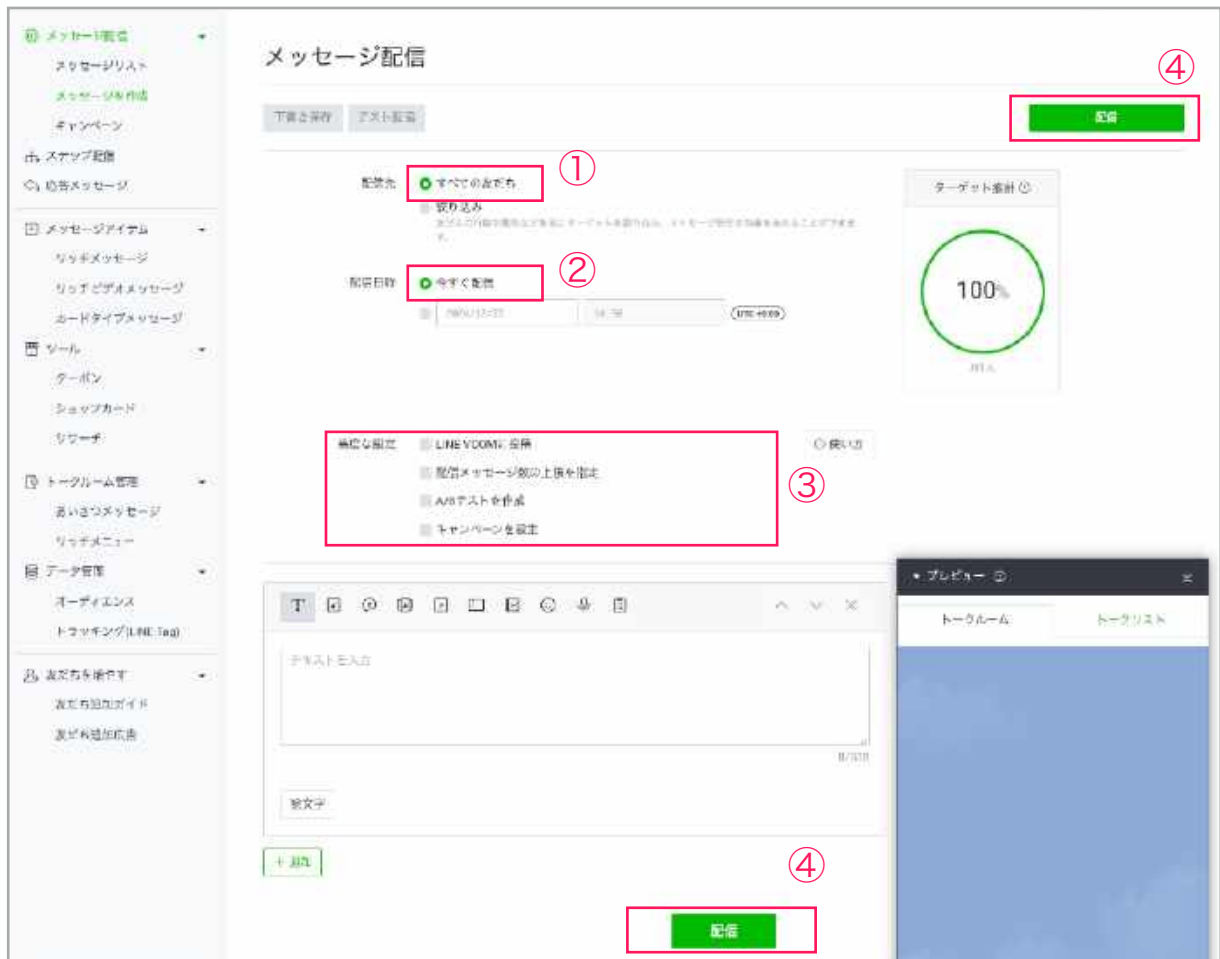 メッセージ配信
メッセージリスト
メッセージを作成
キャンペーン
ステップ配信
応答メッセージ
メッセージアイテム
リッチメッセージ
リッチビデオメッセージ
カードタイプメッセージ
ツール
クーポン
ショップカード
リサーチ
トークルーム管理
あいさつメッセージ
リッチメニュー
データ管理
オーディエンス
トラッキング(LINE Tag)
友だちを増やす
友だち追加ガイド
友だち追加広告
メッセージ配信
④
下書き保存 テスト配信
配信
①
配信先 すべての友だち
絞り込み
ターゲット推計
100%
②
配信日時 今すぐ配信
高度な設定 LINE VOOMに投稿
配信メッセージ数の上限を指定
A/Bテストを作成
キャンペーンを設定
使い方
③
T
テキストを入力
絵文字
+ 追加
④
配信
プレビュー
トークルーム トークリスト